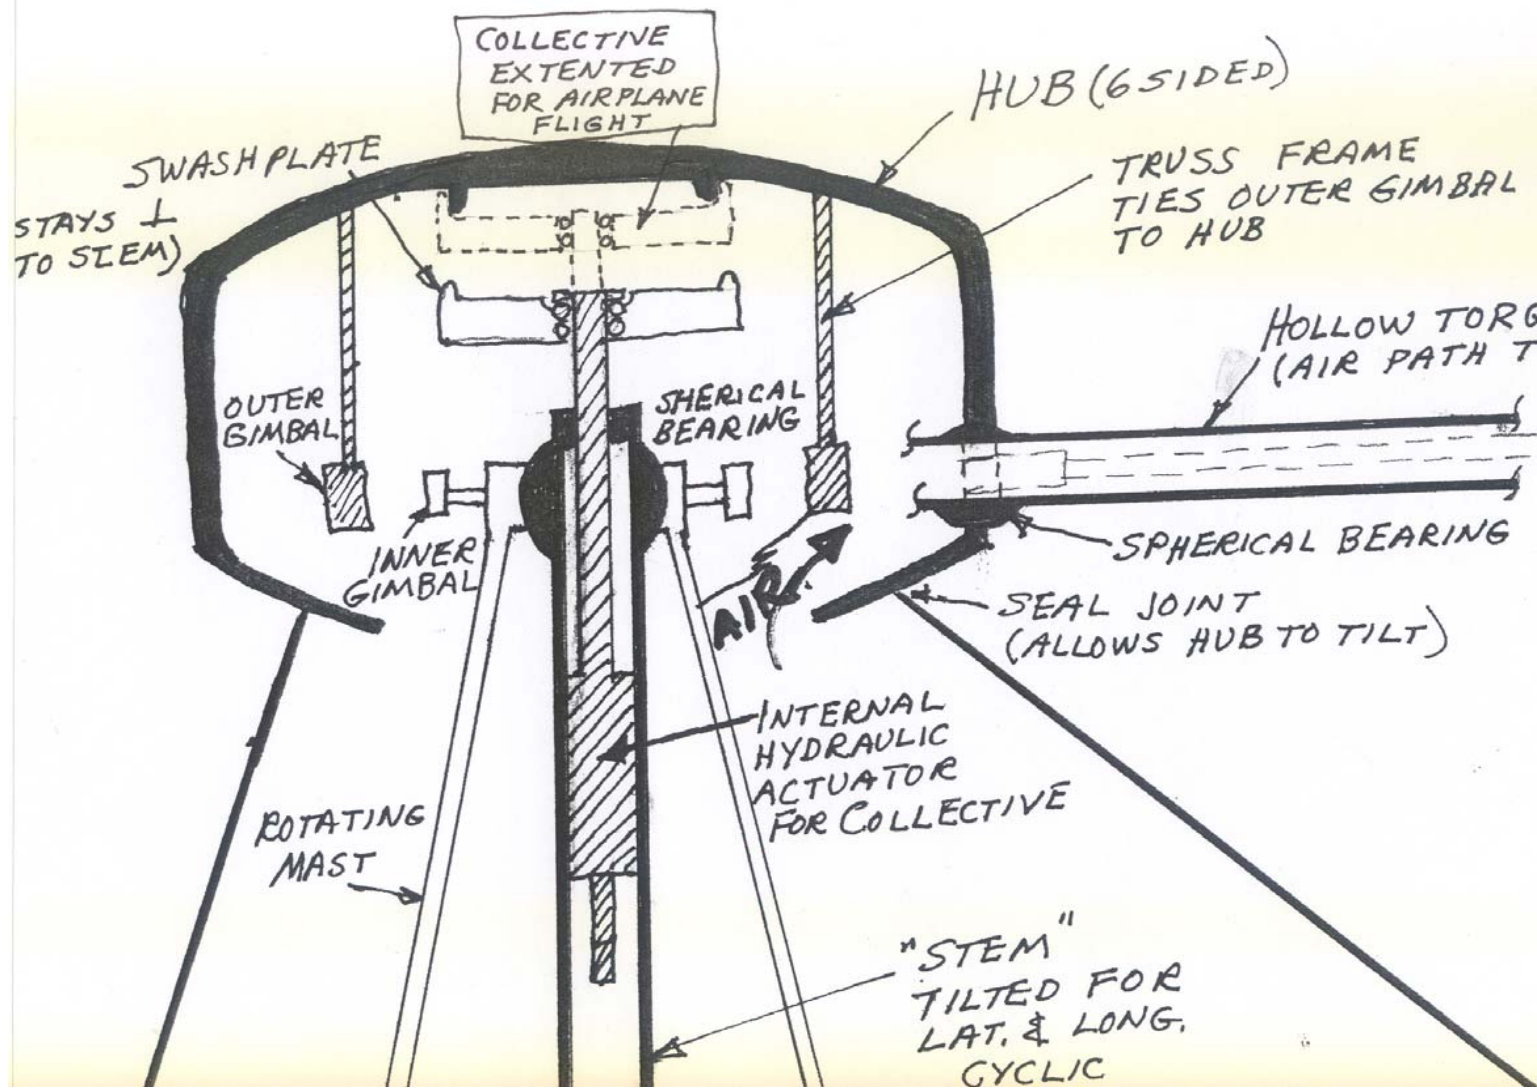 COLLECTIVE
EXTENTED
FOR AIRPLANE
FLIGHT
HUB (6 SIDED)
SWASHPLATE
STAYS ⊥
TO STEM)
TRUSS FRAME
TIES OUTER GIMBAL
TO HUB
HOLLOW TORQ
(AIR PATH T
OUTER
GIMBAL
SHERICAL
BEARING
INNER
GIMBAL
AIR
SPHERICAL BEARING
SEAL JOINT
(ALLOWS HUB TO TILT)
INTERNAL
HYDRAULIC
ACTUATOR
FOR COLLECTIVE
ROTATING
MAST
"STEM"
TILTED FOR
LAT. & LONG.
CYCLIC